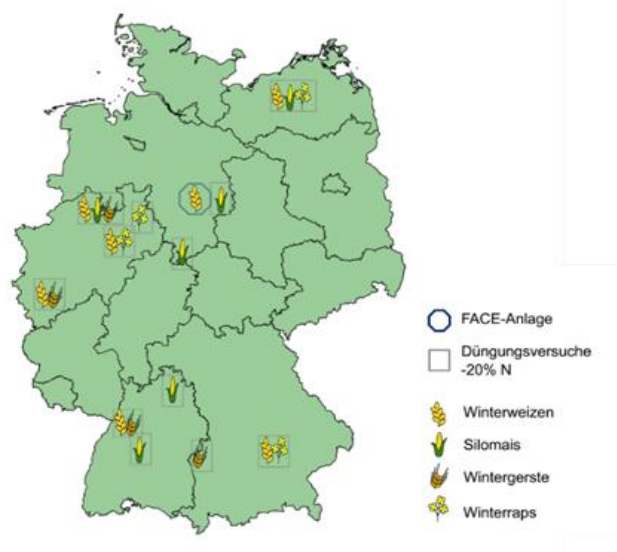 FACE-Anlage
Düngungsversuche
-20% N
Winterweizen
Silomais
Wintergerste
Winterraps